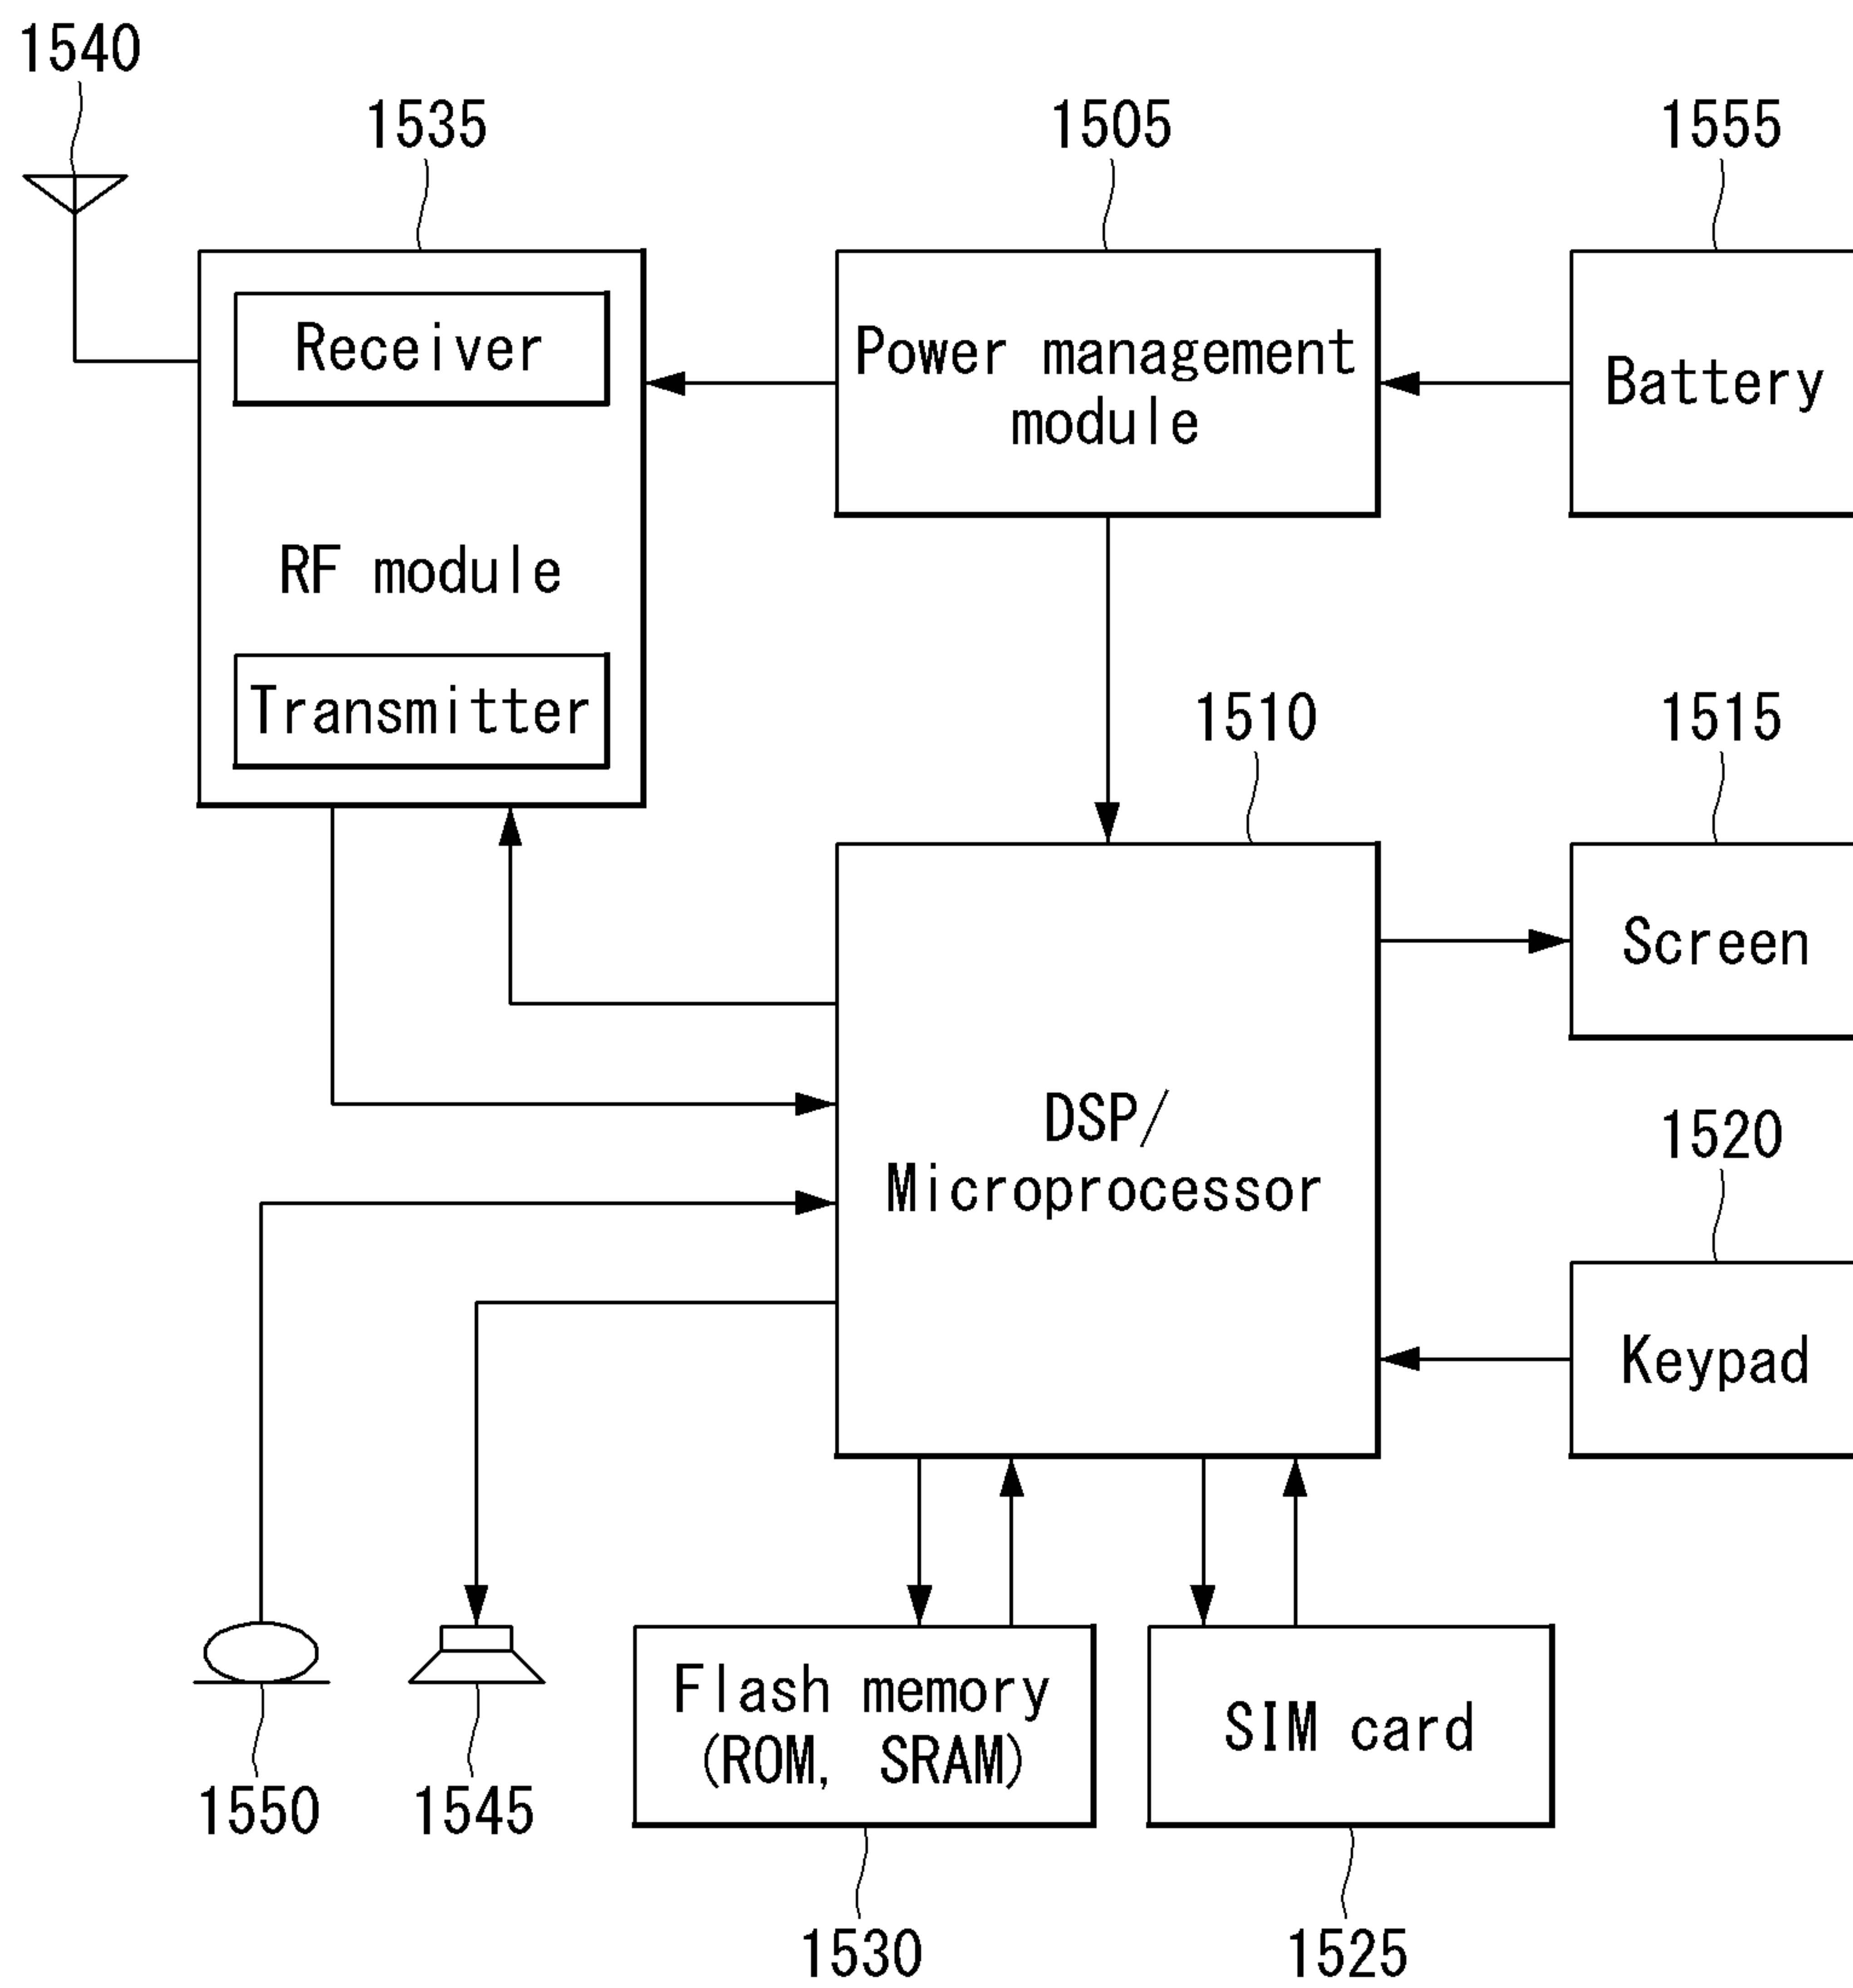 1540
1535
1505
1555
Receiver
RF module
Transmitter
Power management
module
Battery
1510
1515
DSP/
Microprocessor
Screen
1520
Keypad
Flash memory
(ROM, SRAM)
SIM card
1550
1545
1530
1525